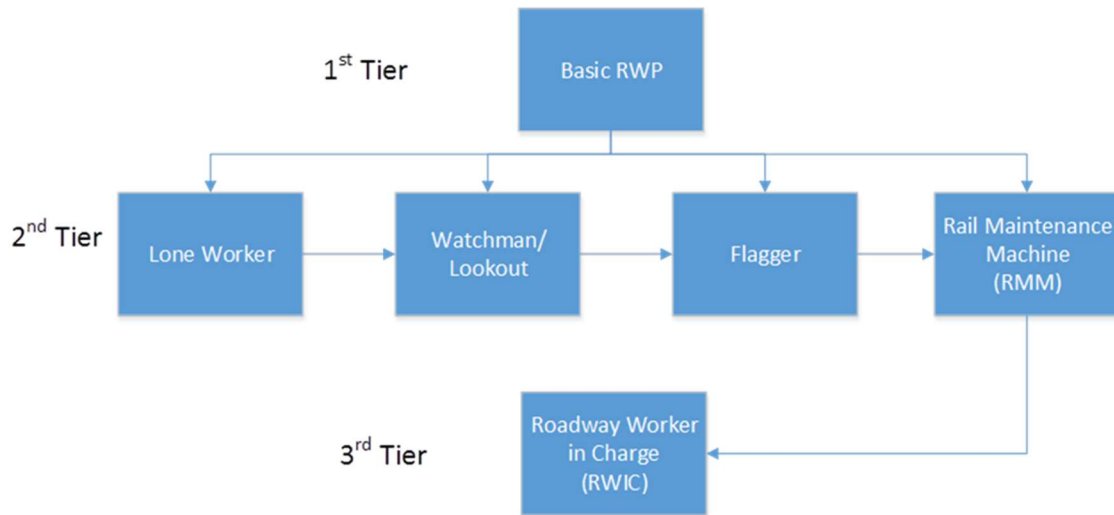 1st Tier
Basic RWP
2nd Tier
Lone Worker
Watchman/
Lookout
Flagger
Rail Maintenance
Machine
(RMM)
3rd Tier
Roadway Worker
in Charge
(RWIC)